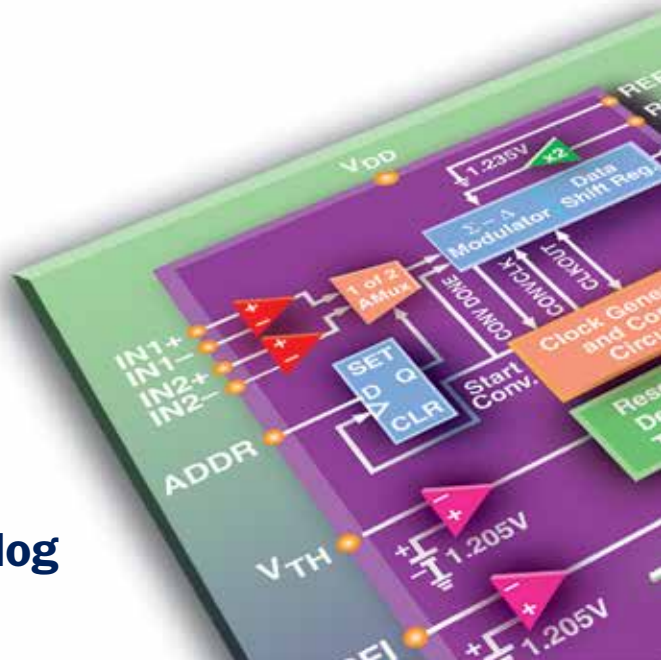 VDD
1.235V
x2
Σ – Δ
Modulator
Data
Shift Reg.
1 of 2
AMux
IN1+
IN1–
IN2+
IN2–
CONV DONE
CONVCLK
CLKOUT
SET
D Q
CLR
Start
Conv.
ADDR
VTH
1.205V
1.205V